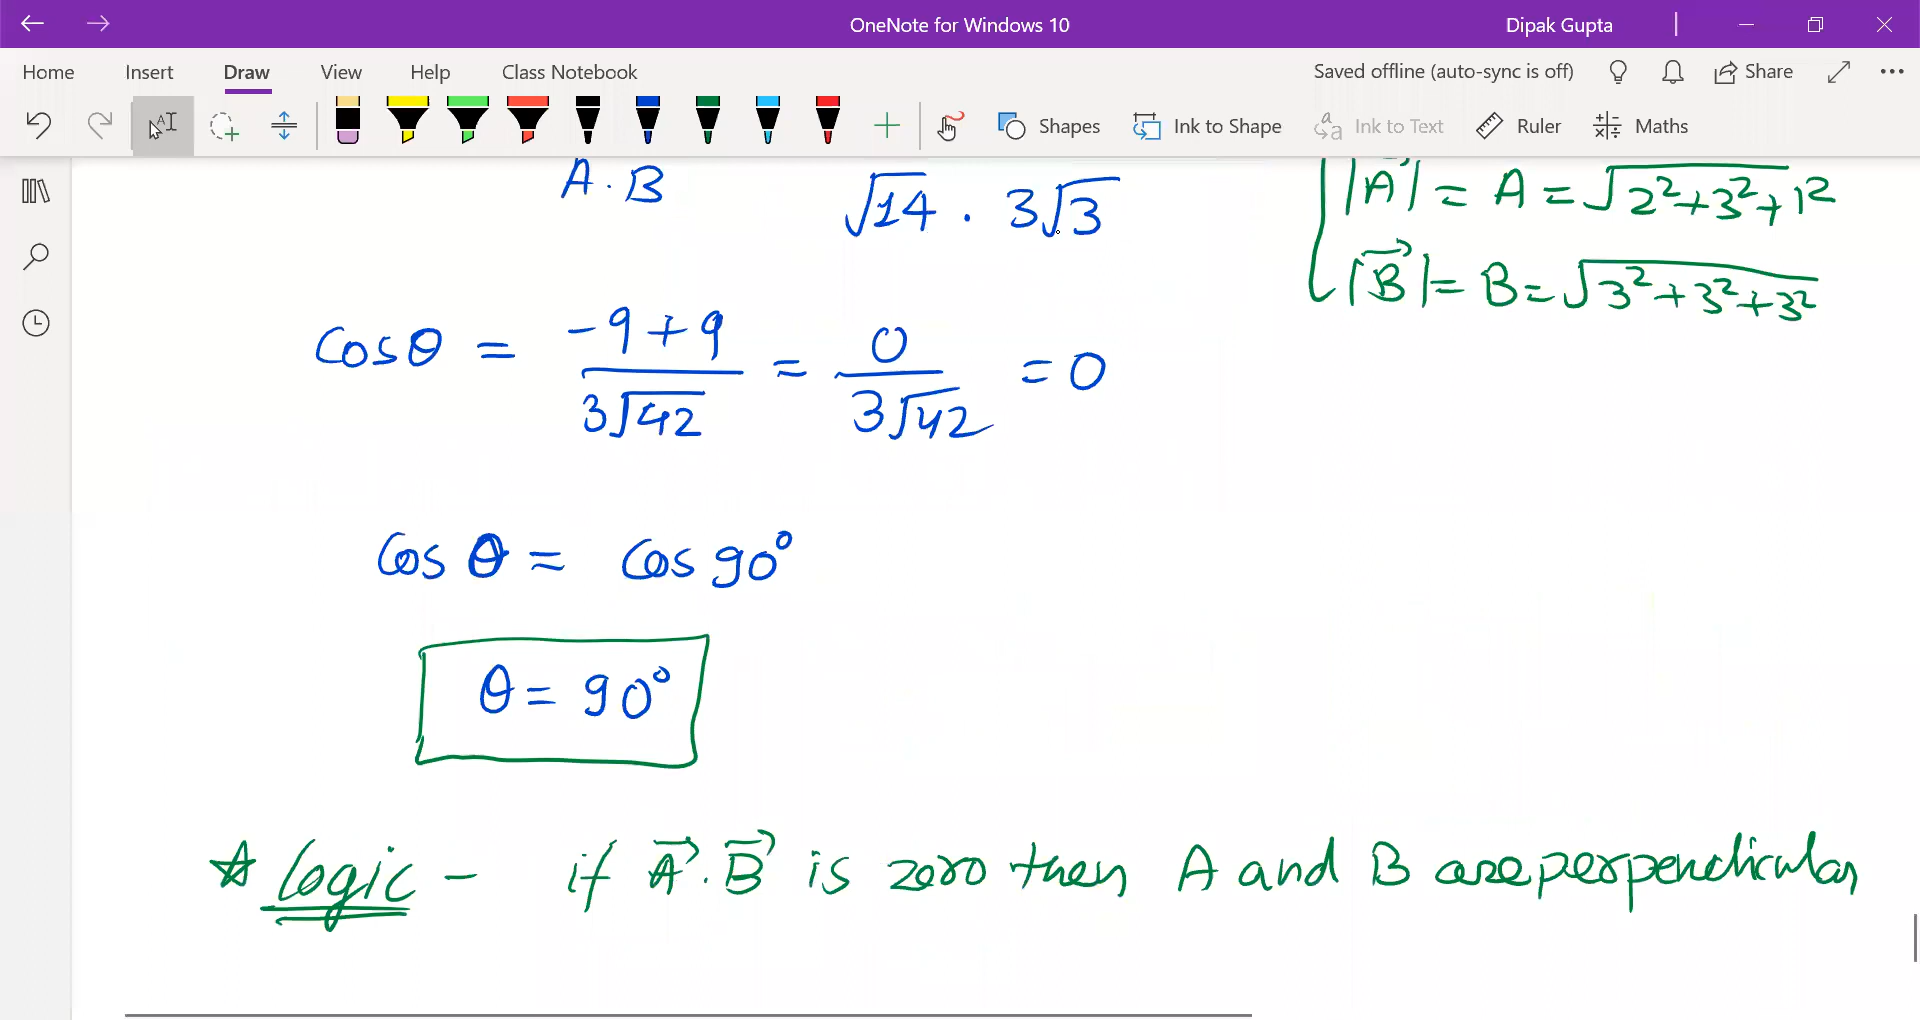 OneNote for Windows 10
Dipak Gupta
Home Insert Draw View Help Class Notebook
Saved offline (auto-sync is off) Share
Shapes Ink to Shape Ink to Text Ruler Maths
A . B
√14 . 3√3
|A⃗| = A = √2²+3²+1²
|B⃗| = B = √3²+3²+3²
Cosθ = -9+9 / 3√42 = 0 / 3√42 = 0
Cos θ = Cos 90°
θ = 90°
☆ Logic - if A⃗.B⃗ is zero then A and B are perpendicular